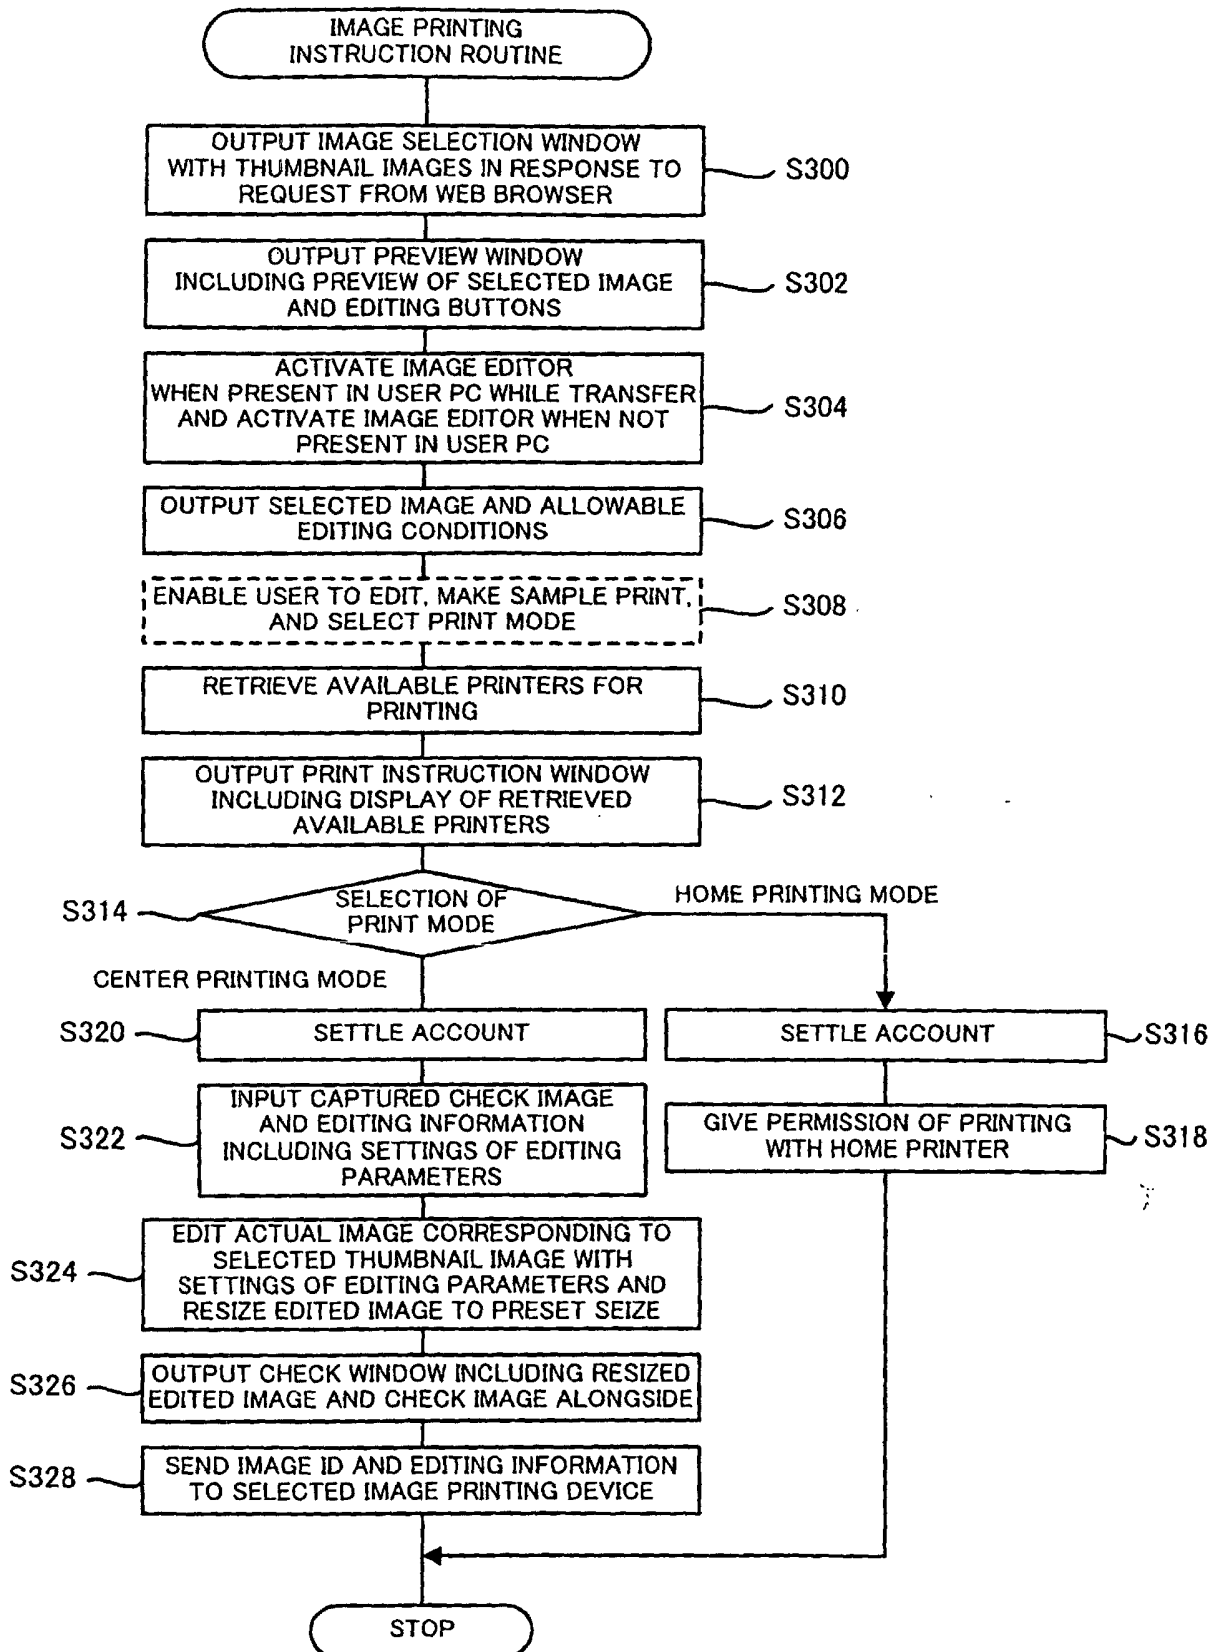 IMAGE PRINTING
INSTRUCTION ROUTINE
OUTPUT IMAGE SELECTION WINDOW
WITH THUMBNAIL IMAGES IN RESPONSE TO
REQUEST FROM WEB BROWSER
S300
OUTPUT PREVIEW WINDOW
INCLUDING PREVIEW OF SELECTED IMAGE
AND EDITING BUTTONS
S302
ACTIVATE IMAGE EDITOR
WHEN PRESENT IN USER PC WHILE TRANSFER
AND ACTIVATE IMAGE EDITOR WHEN NOT
PRESENT IN USER PC
S304
OUTPUT SELECTED IMAGE AND ALLOWABLE
EDITING CONDITIONS
S306
ENABLE USER TO EDIT, MAKE SAMPLE PRINT,
AND SELECT PRINT MODE
S308
RETRIEVE AVAILABLE PRINTERS FOR
PRINTING
S310
OUTPUT PRINT INSTRUCTION WINDOW
INCLUDING DISPLAY OF RETRIEVED
AVAILABLE PRINTERS
S312
S314
SELECTION OF
PRINT MODE
HOME PRINTING MODE
CENTER PRINTING MODE
S320
SETTLE ACCOUNT
SETTLE ACCOUNT
S316
S322
INPUT CAPTURED CHECK IMAGE
AND EDITING INFORMATION
INCLUDING SETTINGS OF EDITING
PARAMETERS
GIVE PERMISSION OF PRINTING
WITH HOME PRINTER
S318
S324
EDIT ACTUAL IMAGE CORRESPONDING TO
SELECTED THUMBNAIL IMAGE WITH
SETTINGS OF EDITING PARAMETERS AND
RESIZE EDITED IMAGE TO PRESET SEIZE
S326
OUTPUT CHECK WINDOW INCLUDING RESIZED
EDITED IMAGE AND CHECK IMAGE ALONGSIDE
S328
SEND IMAGE ID AND EDITING INFORMATION
TO SELECTED IMAGE PRINTING DEVICE
STOP